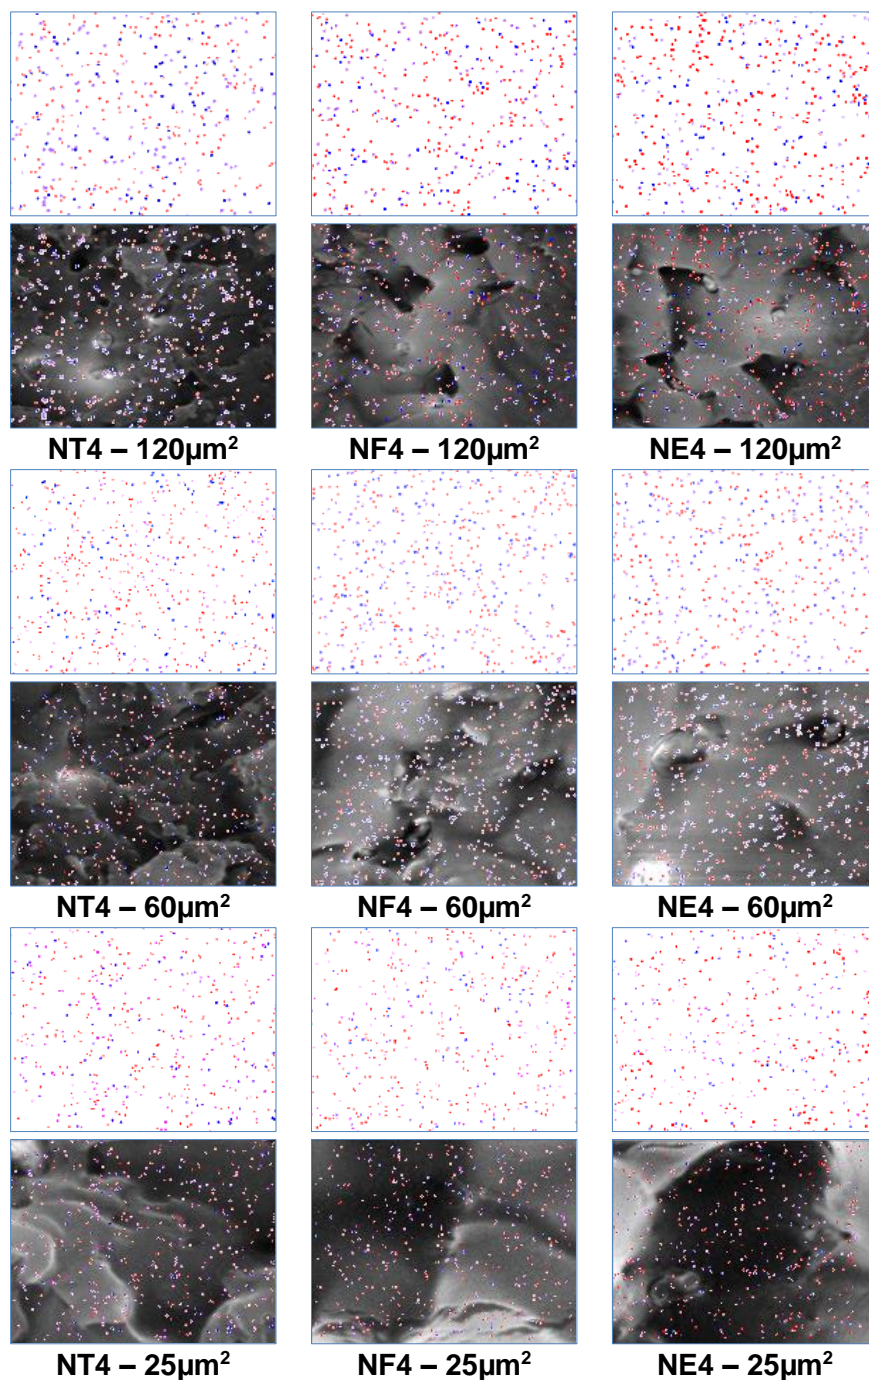 NT4 – 120µm² NF4 – 120µm² NE4 – 120µm²
NT4 – 60µm² NF4 – 60µm² NE4 – 60µm²
NT4 – 25µm² NF4 – 25µm² NE4 – 25µm²